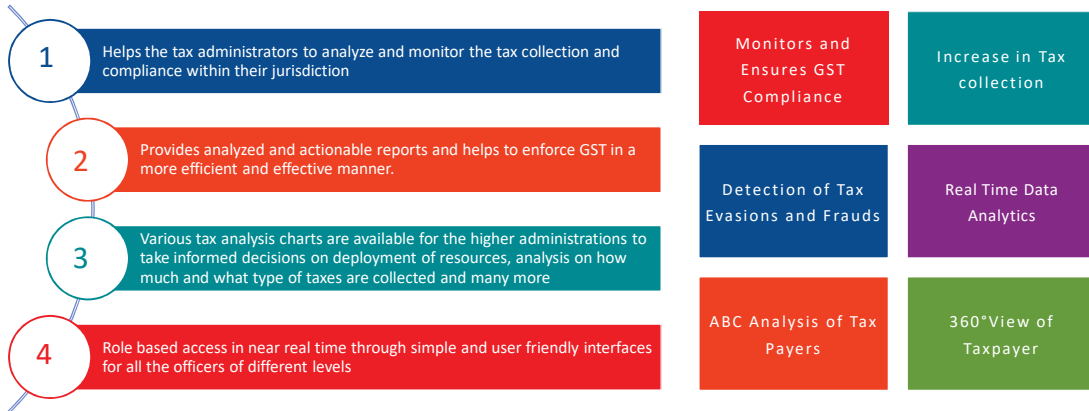 1
Helps the tax administrators to analyze and monitor the tax collection and
compliance within their jurisdiction
2
Provides analyzed and actionable reports and helps to enforce GST in a
more efficient and effective manner.
3
Various tax analysis charts are available for the higher administrations to
take informed decisions on deployment of resources, analysis on how
much and what type of taxes are collected and many more
4
Role based access in near real time through simple and user friendly interfaces
for all the officers of different levels
Monitors and
Ensures GST
Compliance
Increase in Tax
collection
Detection of Tax
Evasions and Frauds
Real Time Data
Analytics
ABC Analysis of Tax
Payers
360°View of
Taxpayer